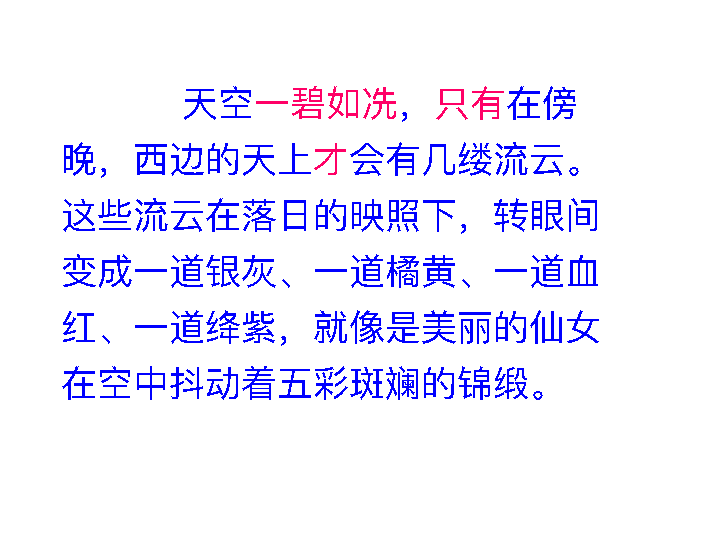 天空一碧如冼，只有在傍
晚，西边的天上才会有几缕流云。
这些流云在落日的映照下，转眼间
变成一道银灰、一道橘黄、一道血
红、一道绛紫，就像是美丽的仙女
在空中抖动着五彩斑斓的锦缎。